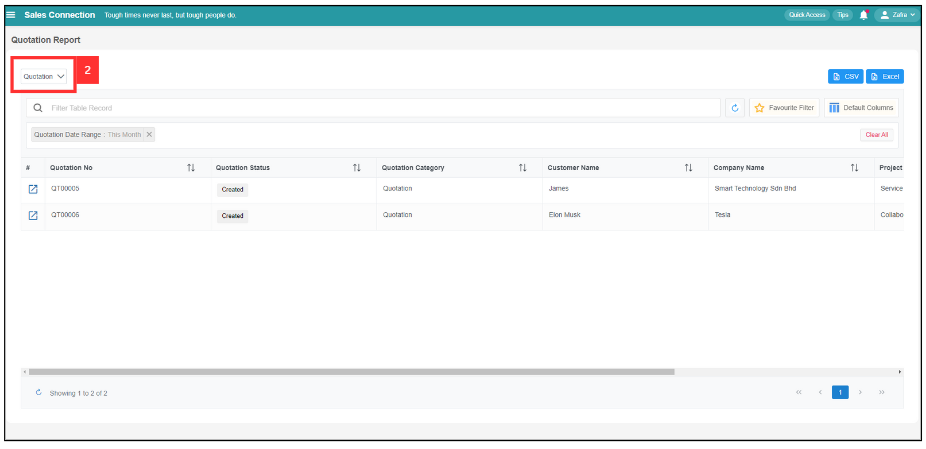 Sales Connection Tough times never last, but tough people do. Quick Access Tips Zafra
Quotation Report
Quotation 2 CSV Excel
Filter Table Record Favourite Filter Default Columns
Quotation Date Range : This Month Clear All
# Quotation No Quotation Status Quotation Category Customer Name Company Name Project
QT00005 Created Quotation James Smart Technology Sdn Bhd Service
QT00006 Created Quotation Elon Musk Tesla Collabo
Showing 1 to 2 of 2 1